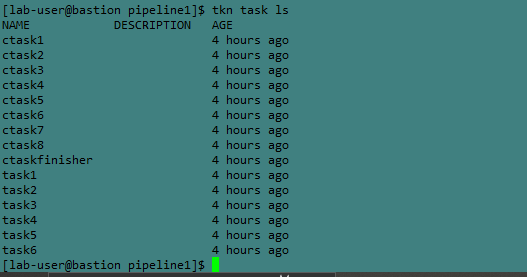 [lab-user@bastion pipeline1]$ tkn task ls
NAME DESCRIPTION AGE
ctask1 4 hours ago
ctask2 4 hours ago
ctask3 4 hours ago
ctask4 4 hours ago
ctask5 4 hours ago
ctask6 4 hours ago
ctask7 4 hours ago
ctask8 4 hours ago
ctaskfinisher 4 hours ago
task1 4 hours ago
task2 4 hours ago
task3 4 hours ago
task4 4 hours ago
task5 4 hours ago
task6 4 hours ago
[lab-user@bastion pipeline1]$